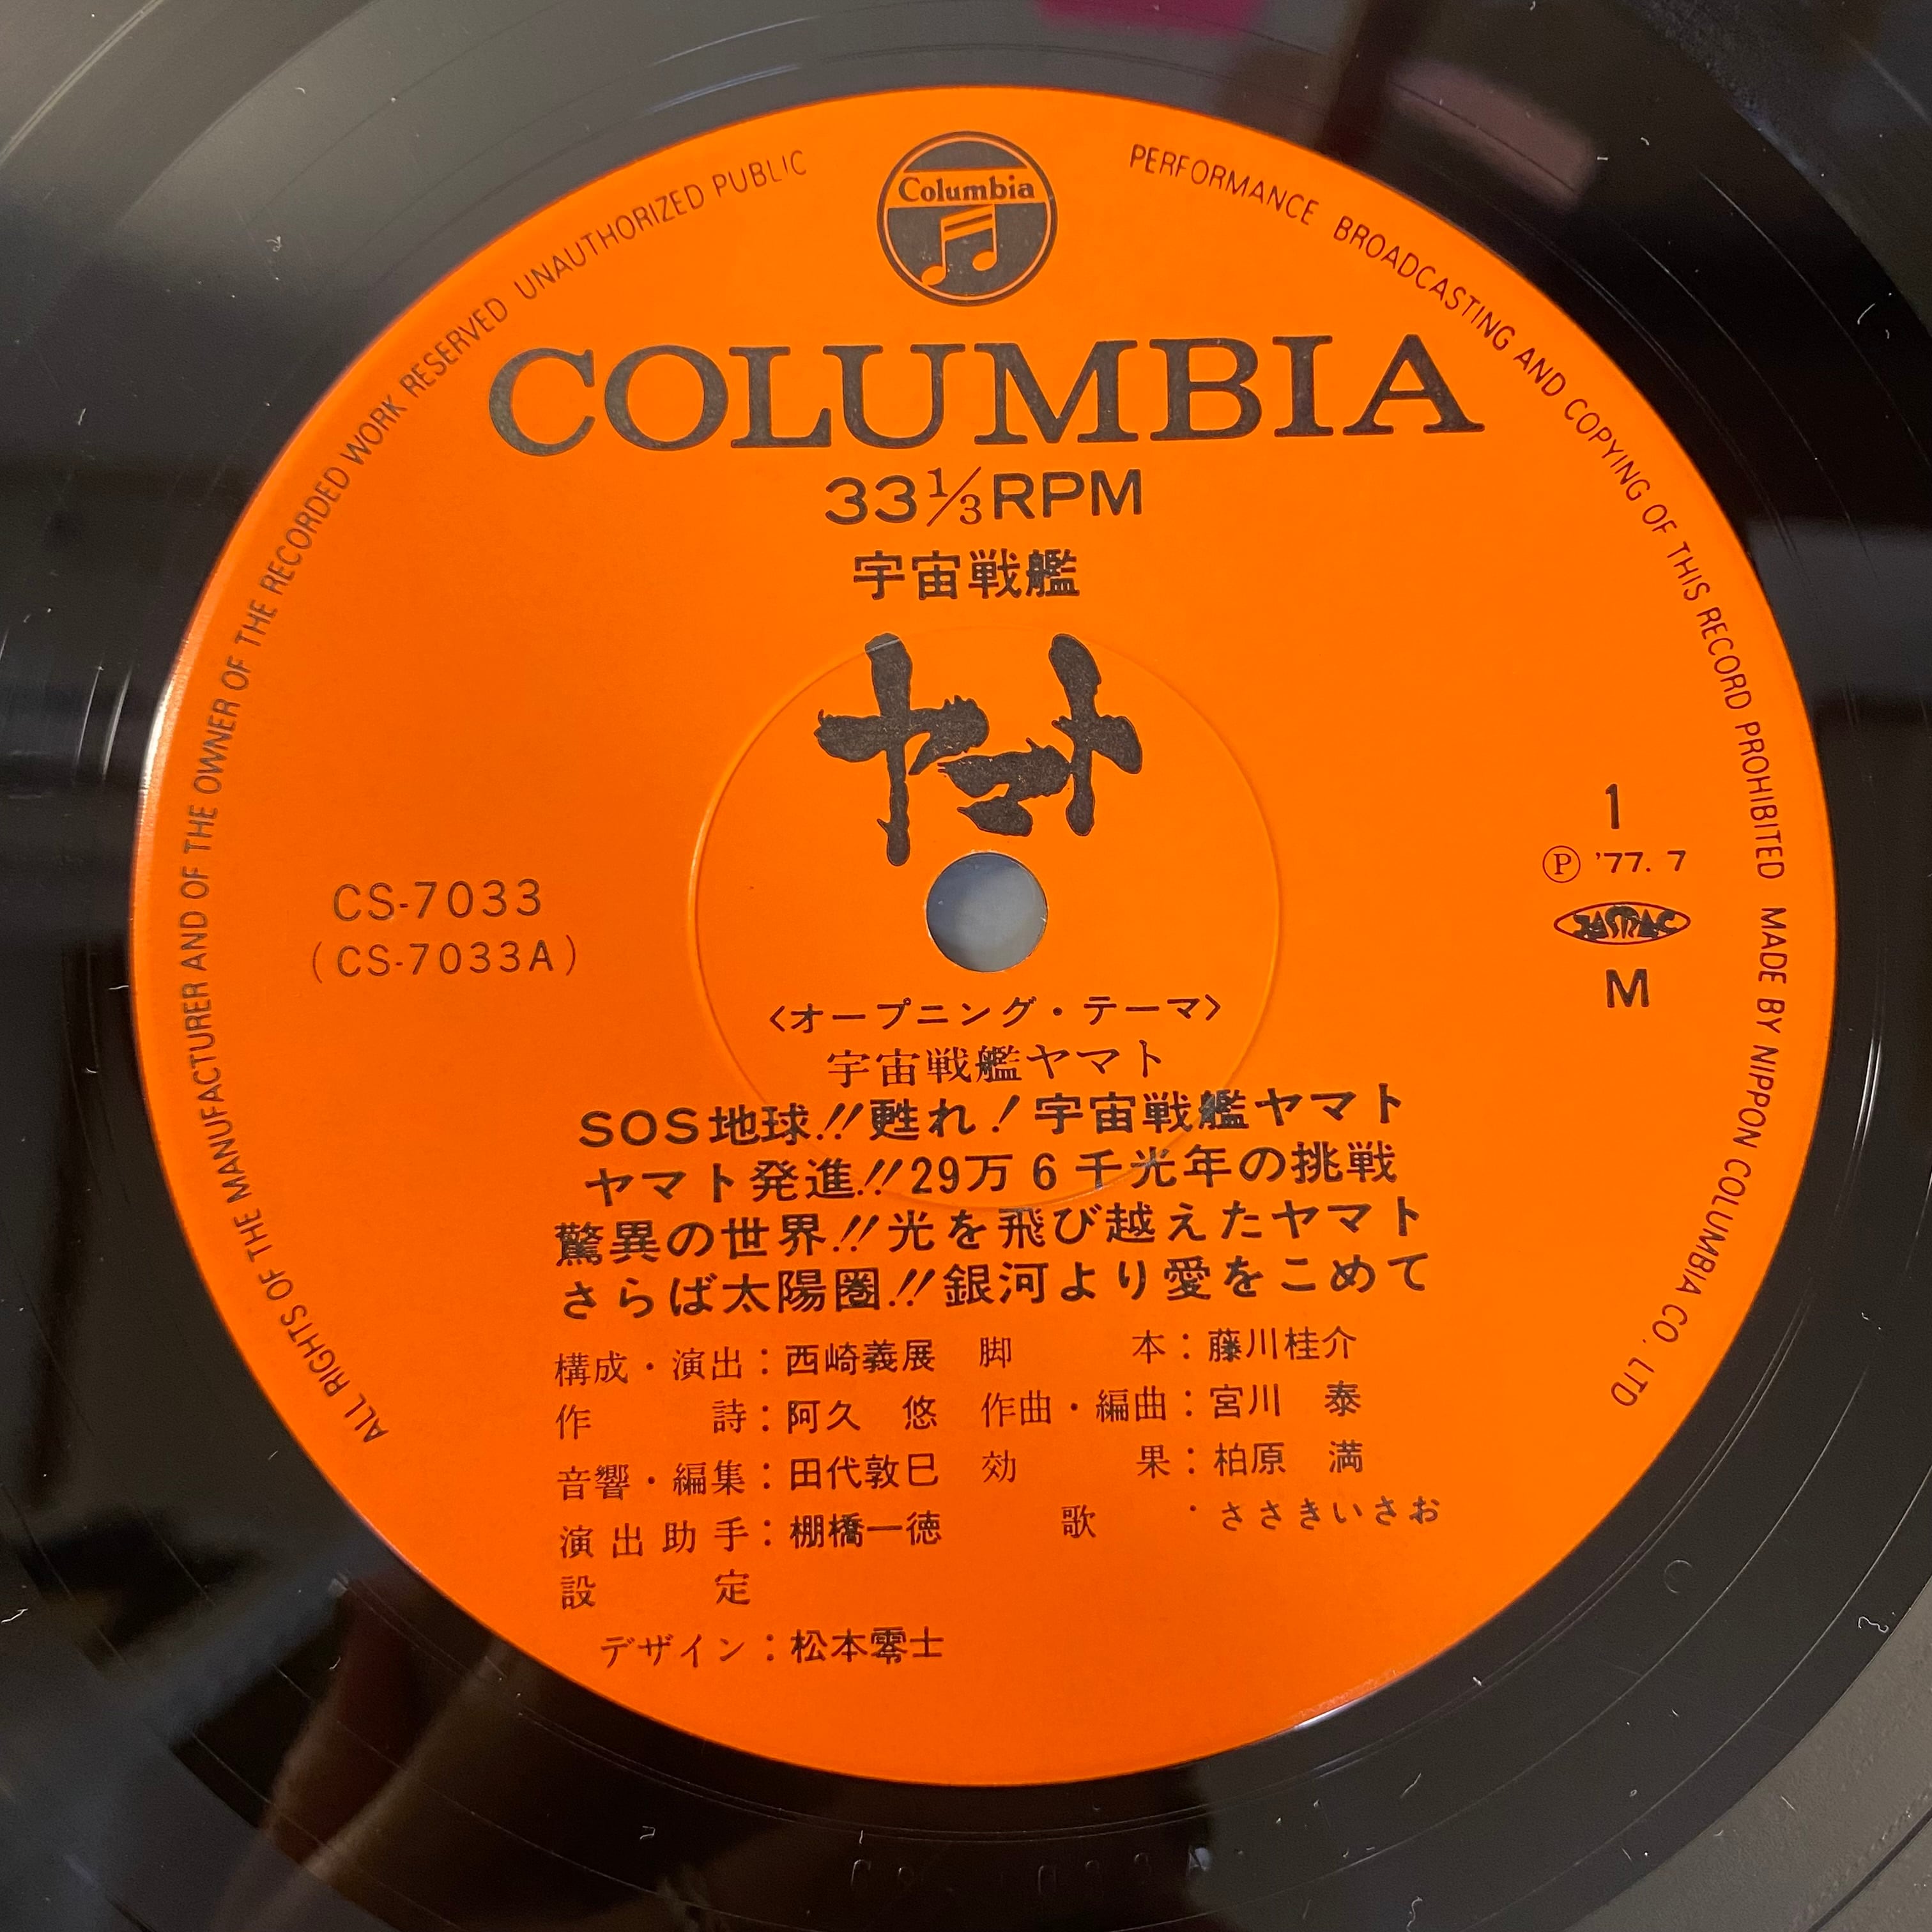 ALL RIGHTS OF THE MANUFACTURER AND OF THE OWNER OF THE RECORDED WORK RESERVED UNAUTHORIZED PUBLIC PERFORMANCE BROADCASTING AND COPYING OF THIS RECORD PROHIBITED MADE BY NIPPON COLUMBIA CO., LTD
Columbia
COLUMBIA
33⅓RPM
宇宙戦艦
ヤマト
1
Ⓟ '77. 7
JASRAC
M
CS-7033
(CS-7033A)
〈オープニング・テーマ〉
宇宙戦艦ヤマト
SOS地球!!甦れ!宇宙戦艦ヤマト
ヤマト発進!!29万6千光年の挑戦
驚異の世界!!光を飛び越えたヤマト
さらば太陽圏!!銀河より愛をこめて
構成・演出：西崎義展 脚本：藤川桂介
作詩：阿久 悠 作曲・編曲：宮川 泰
音響・編集：田代敦巳 効果：柏原 満
演出助手：棚橋一徳 歌：ささきいさお
設定
デザイン：松本零士